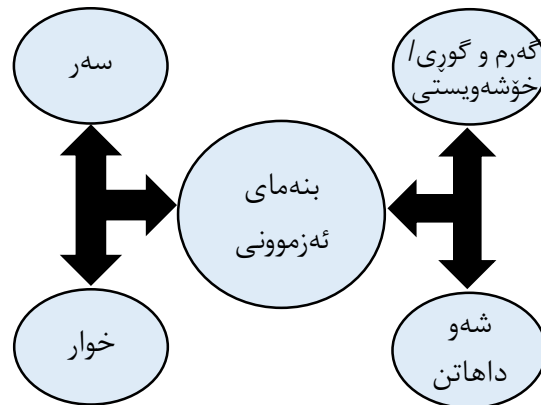 گەرم و گوڕی/
خۆشەویستی
سەر
بنەمای
ئەزموونی
شەو
داهاتن
خوار